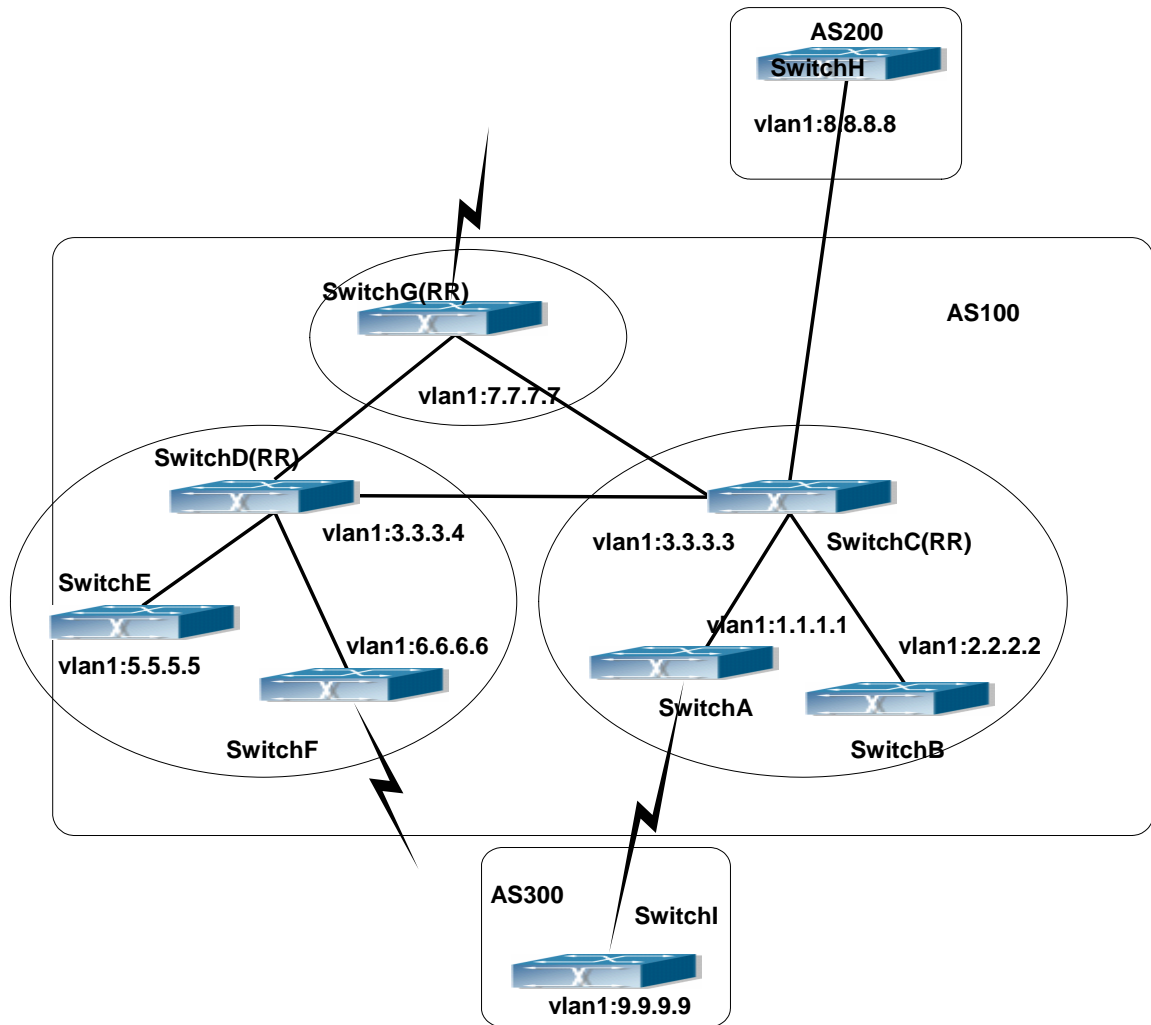 AS200
SwitchH
vlan1:8.8.8.8
SwitchG(RR)
AS100
vlan1:7.7.7.7
SwitchD(RR)
vlan1:3.3.3.4
vlan1:3.3.3.3
SwitchC(RR)
SwitchE
vlan1:1.1.1.1
vlan1:6.6.6.6
vlan1:2.2.2.2
vlan1:5.5.5.5
SwitchA
SwitchF
SwitchB
AS300
SwitchI
vlan1:9.9.9.9